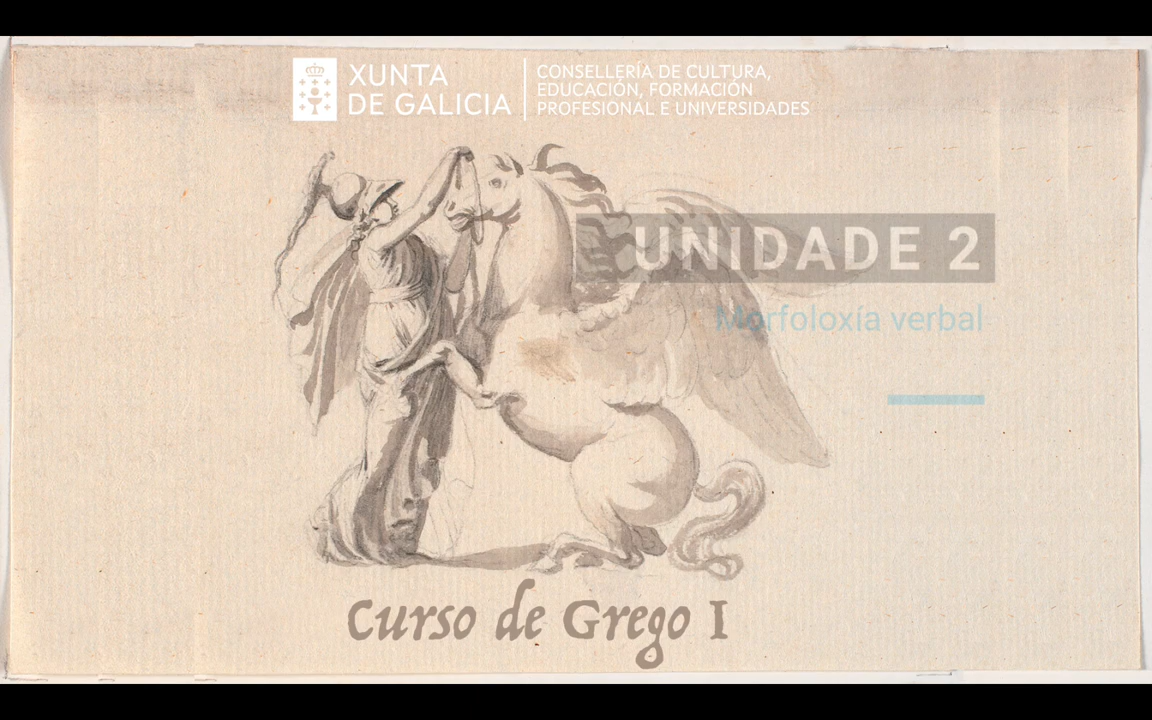 XUNTA
DE GALICIA
CONSELLERÍA DE CULTURA,
EDUCACIÓN, FORMACIÓN
PROFESIONAL E UNIVERSIDADES
UNIDADE 2
Morfoloxía verbal
Curso de Grego I